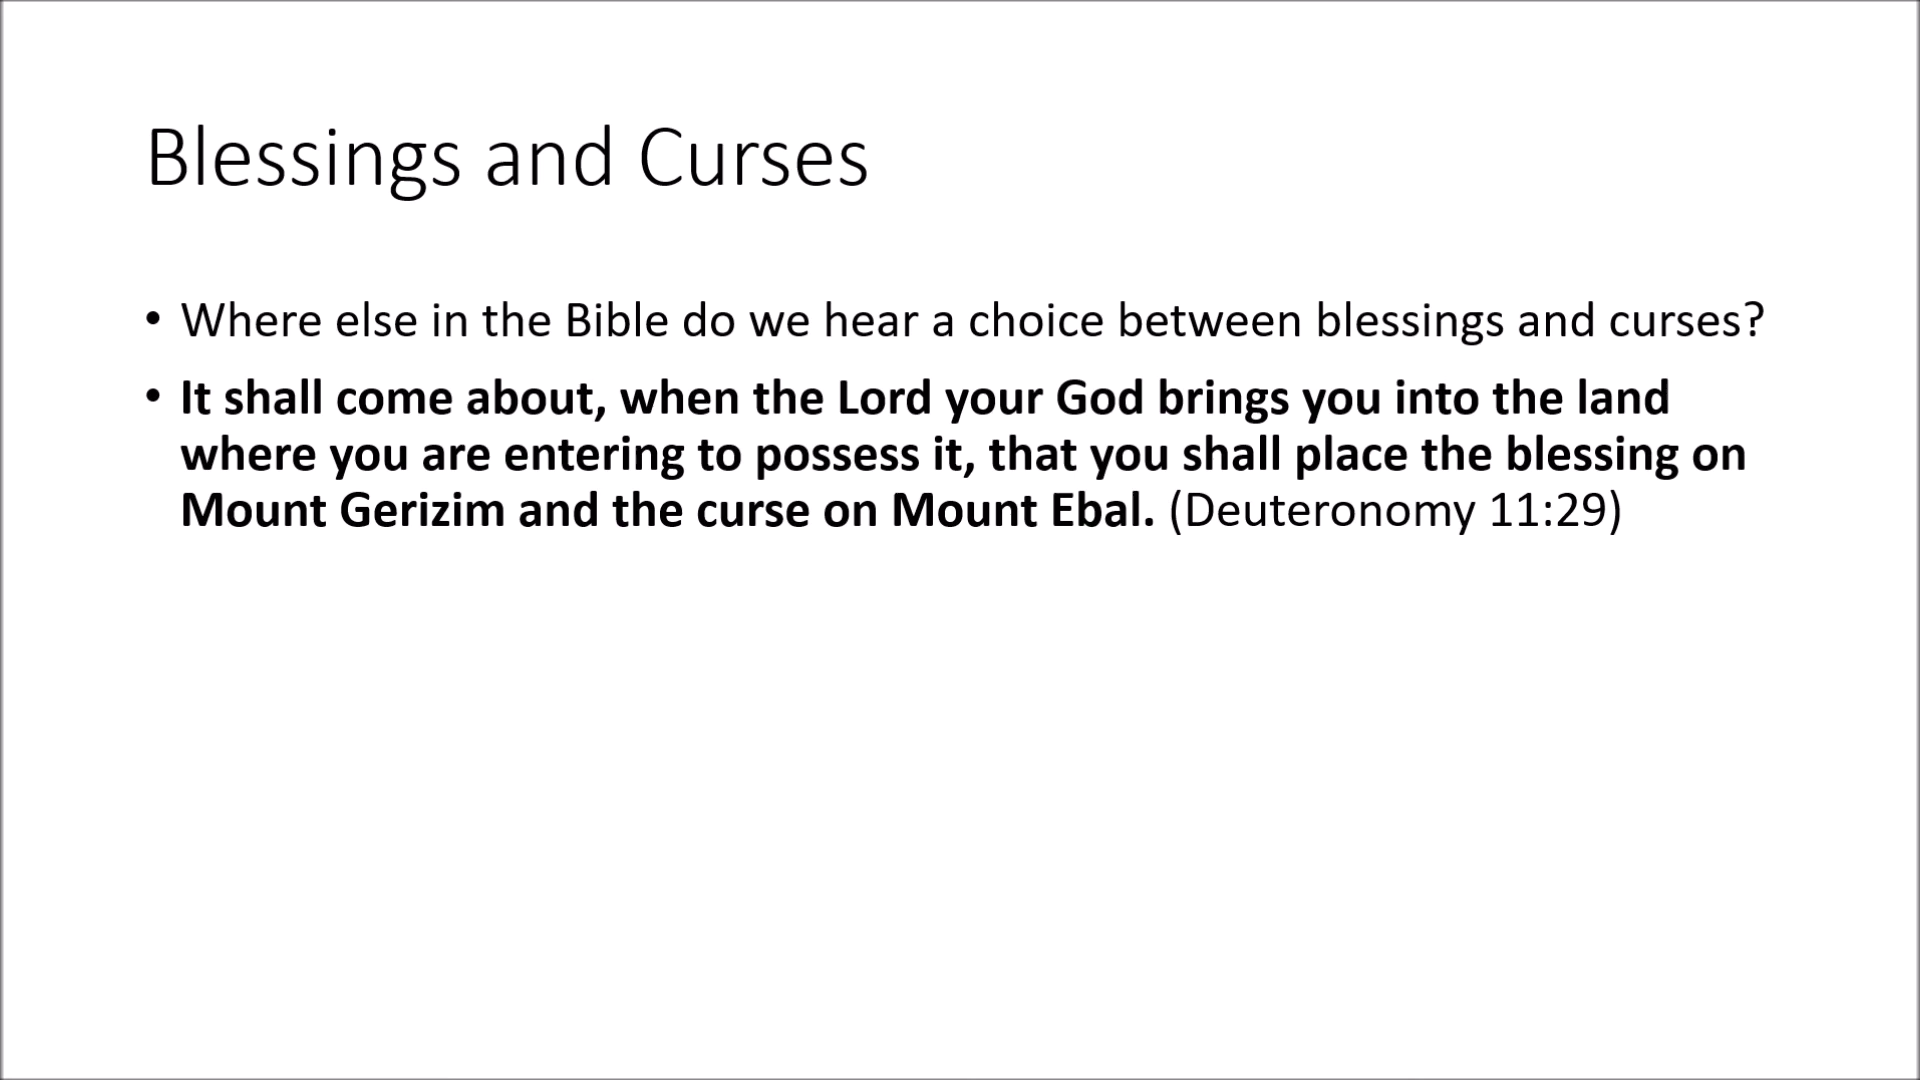 Blessings and Curses
• Where else in the Bible do we hear a choice between blessings and curses?
• It shall come about, when the Lord your God brings you into the land
where you are entering to possess it, that you shall place the blessing on
Mount Gerizim and the curse on Mount Ebal. (Deuteronomy 11:29)